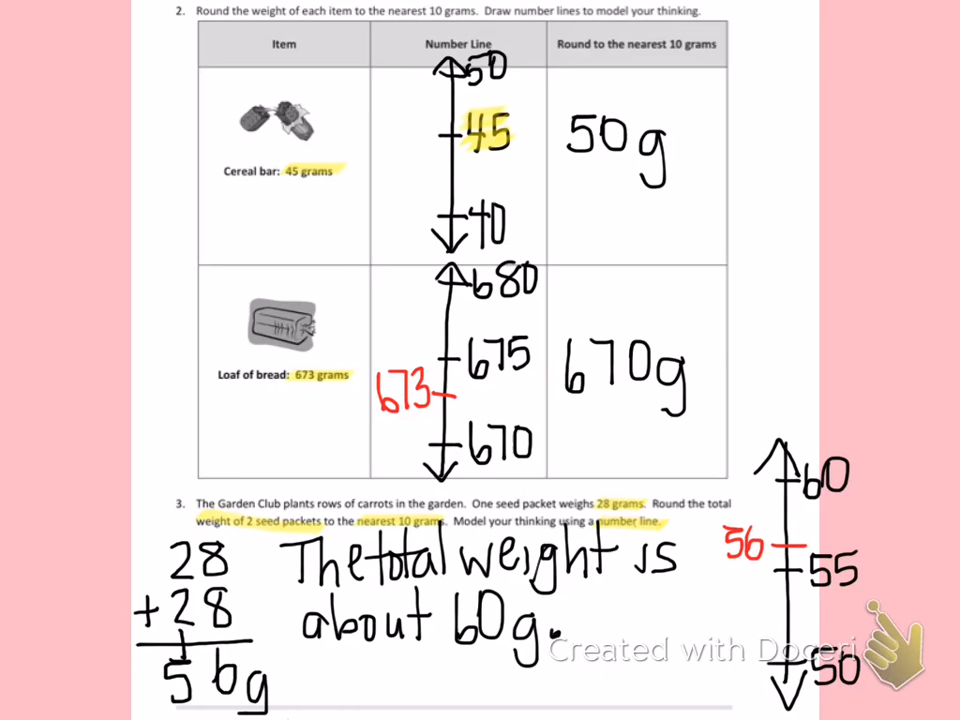 2. Round the weight of each item to the nearest 10 grams. Draw number lines to model your thinking.
Item Number Line Round to the nearest 10 grams
50
45
50g
Cereal bar: 45 grams
40
680
675
670g
Loaf of bread: 673 grams
673
670
3. The Garden Club plants rows of carrots in the garden. One seed packet weighs 28 grams. Round the total
weight of 2 seed packets to the nearest 10 grams. Model your thinking using a number line.
28
+28
1
56g
The total weight is
about 60g.
60
56
55
50
Created with Doceri